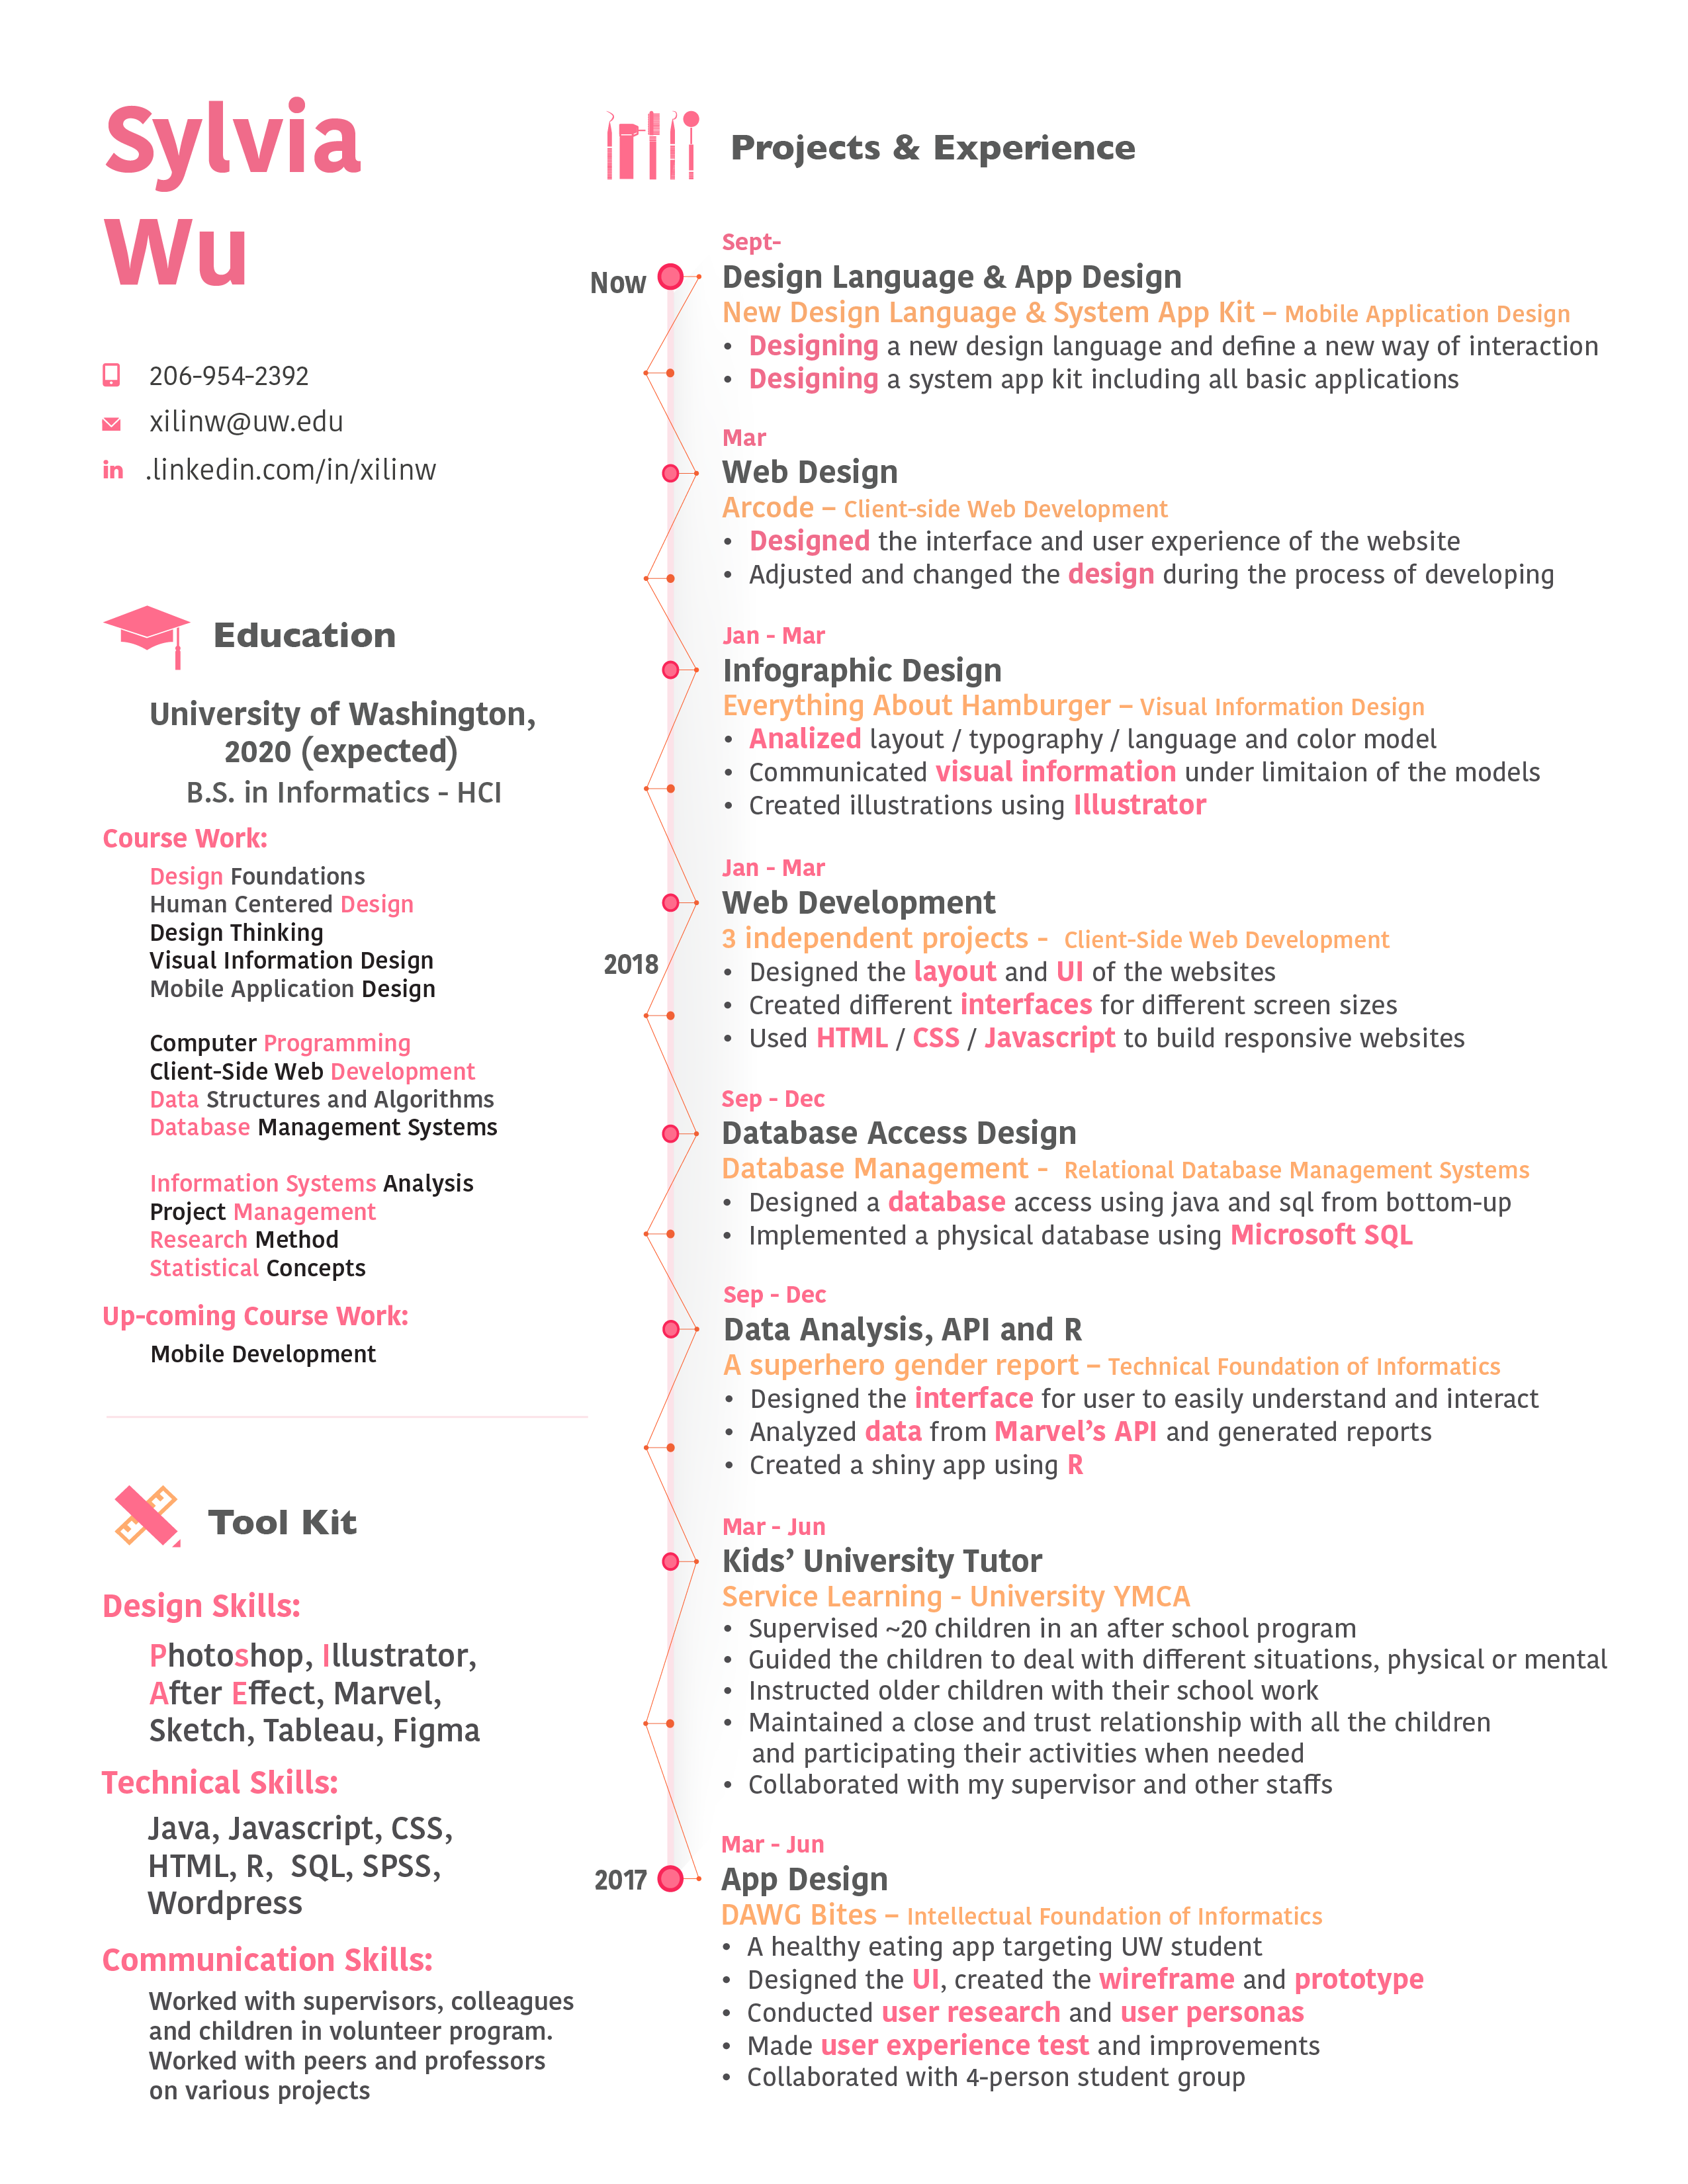 Sylvia
Wu
206-954-2392
xilinw@uw.edu
in .linkedin.com/in/xilinw
Education
University of Washington,
2020 (expected)
B.S. in Informatics - HCI
Course Work:
Design Foundations
Human Centered Design
Design Thinking
Visual Information Design
Mobile Application Design
Computer Programming
Client-Side Web Development
Data Structures and Algorithms
Database Management Systems
Information Systems Analysis
Project Management
Research Method
Statistical Concepts
Up-coming Course Work:
Mobile Development
Tool Kit
Design Skills:
Photoshop, Illustrator,
After Effect, Marvel,
Sketch, Tableau, Figma
Technical Skills:
Java, Javascript, CSS,
HTML, R, SQL, SPSS,
Wordpress
Communication Skills:
Worked with supervisors, colleagues
and children in volunteer program.
Worked with peers and professors
on various projects
Projects & Experience
Sept-
Now
Design Language & App Design
New Design Language & System App Kit – Mobile Application Design
• Designing a new design language and define a new way of interaction
• Designing a system app kit including all basic applications
Mar
Web Design
Arcode – Client-side Web Development
• Designed the interface and user experience of the website
• Adjusted and changed the design during the process of developing
Jan - Mar
Infographic Design
Everything About Hamburger – Visual Information Design
• Analized layout / typography / language and color model
• Communicated visual information under limitaion of the models
• Created illustrations using Illustrator
Jan - Mar
Web Development
3 independent projects - Client-Side Web Development
2018
• Designed the layout and UI of the websites
• Created different interfaces for different screen sizes
• Used HTML / CSS / Javascript to build responsive websites
Sep - Dec
Database Access Design
Database Management - Relational Database Management Systems
• Designed a database access using java and sql from bottom-up
• Implemented a physical database using Microsoft SQL
Sep - Dec
Data Analysis, API and R
A superhero gender report – Technical Foundation of Informatics
• Designed the interface for user to easily understand and interact
• Analyzed data from Marvel’s API and generated reports
• Created a shiny app using R
Mar - Jun
Kids’ University Tutor
Service Learning - University YMCA
• Supervised ~20 children in an after school program
• Guided the children to deal with different situations, physical or mental
• Instructed older children with their school work
• Maintained a close and trust relationship with all the children
and participating their activities when needed
• Collaborated with my supervisor and other staffs
Mar - Jun
2017
App Design
DAWG Bites – Intellectual Foundation of Informatics
• A healthy eating app targeting UW student
• Designed the UI, created the wireframe and prototype
• Conducted user research and user personas
• Made user experience test and improvements
• Collaborated with 4-person student group